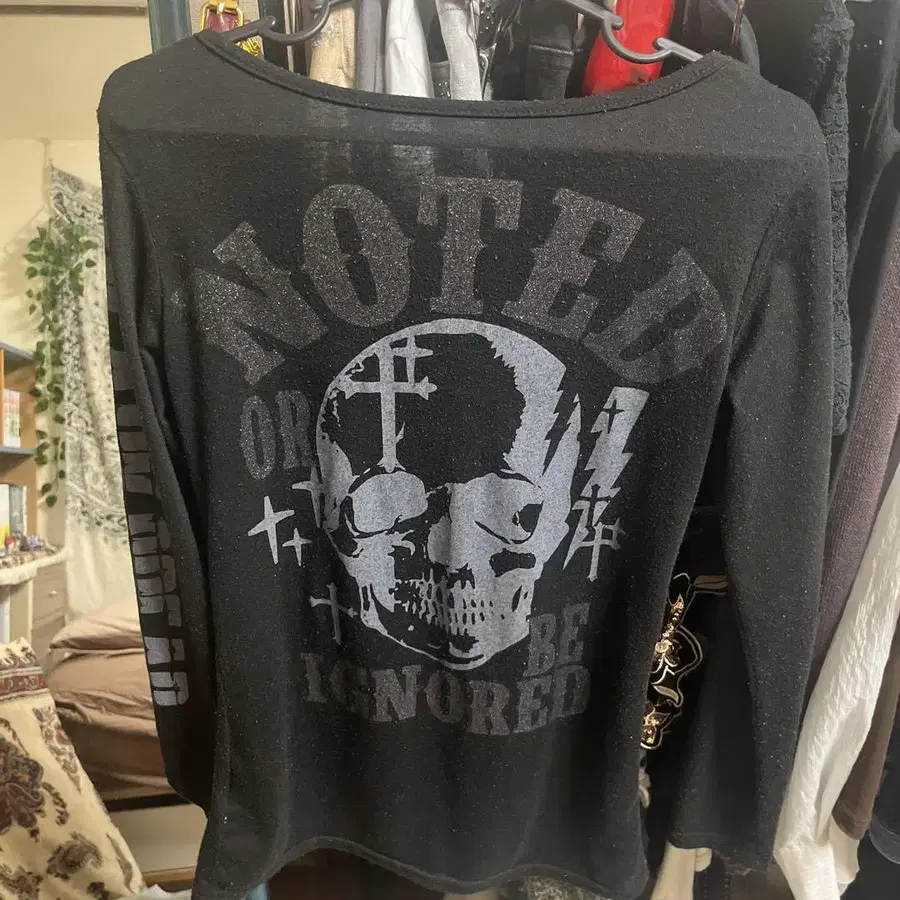 NOTED
OR
BE
IGNORED